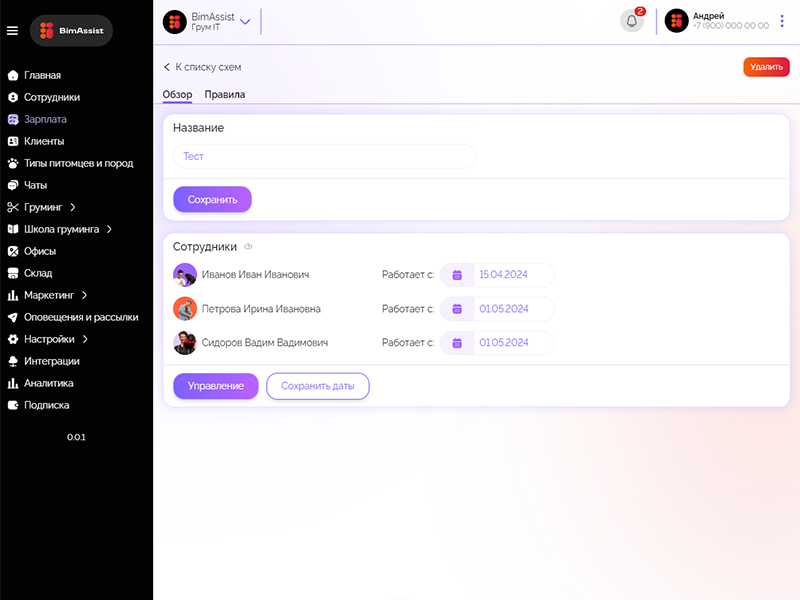 BimAssist
Главная
Сотрудники
Зарплата
Клиенты
Типы питомцев и пород
Чаты
Груминг
Школа груминга
Офисы
Склад
Маркетинг
Оповещения и рассылки
Настройки
Интеграции
Аналитика
Подписка
0.0.1
BimAssist
Грум IT
2
Андрей
+7 (900) 000 00 00
К списку схем
Удалить
Обзор Правила
Название
Тест
Сохранить
Сотрудники
Иванов Иван Иванович Работает с: 15.04.2024
Петрова Ирина Ивановна Работает с: 01.05.2024
Сидоров Вадим Вадимович Работает с: 01.05.2024
Управление Сохранить даты